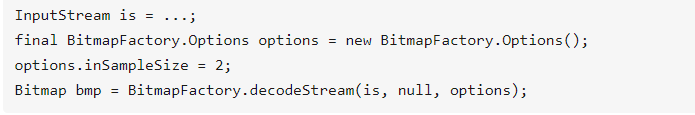 InputStream is = ...;
final BitmapFactory.Options options = new BitmapFactory.Options();
options.inSampleSize = 2;
Bitmap bmp = BitmapFactory.decodeStream(is, null, options);